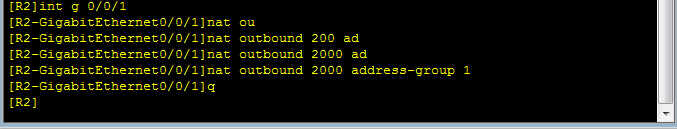 [R2]int g 0/0/1
[R2-GigabitEthernet0/0/1]nat ou
[R2-GigabitEthernet0/0/1]nat outbound 200 ad
[R2-GigabitEthernet0/0/1]nat outbound 2000 ad
[R2-GigabitEthernet0/0/1]nat outbound 2000 address-group 1
[R2-GigabitEthernet0/0/1]q
[R2]